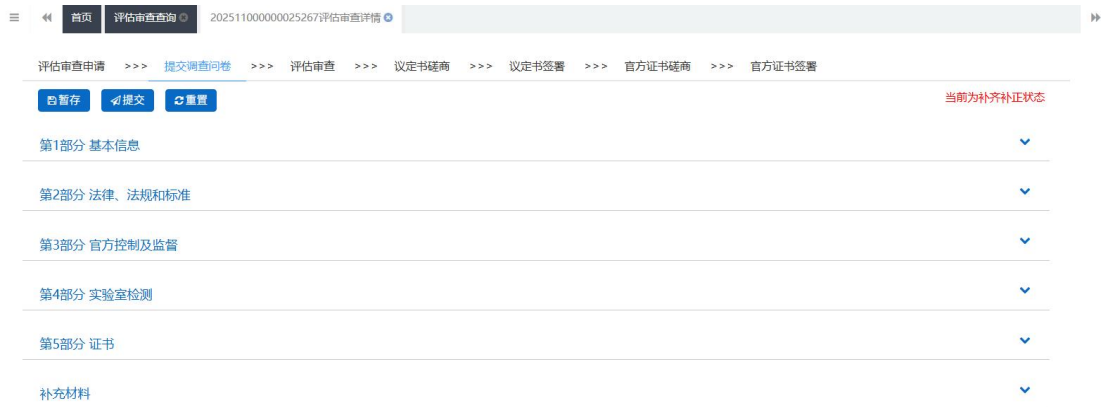 首页 评估审查查询 202511000000025267评估审查详情
评估审查申请 >>> 提交调查问卷 >>> 评估审查 >>> 议定书磋商 >>> 议定书签署 >>> 官方证书磋商 >>> 官方证书签署
暂存 提交 重置 当前为补齐补正状态
第1部分 基本信息
第2部分 法律、法规和标准
第3部分 官方控制及监督
第4部分 实验室检测
第5部分 证书
补充材料